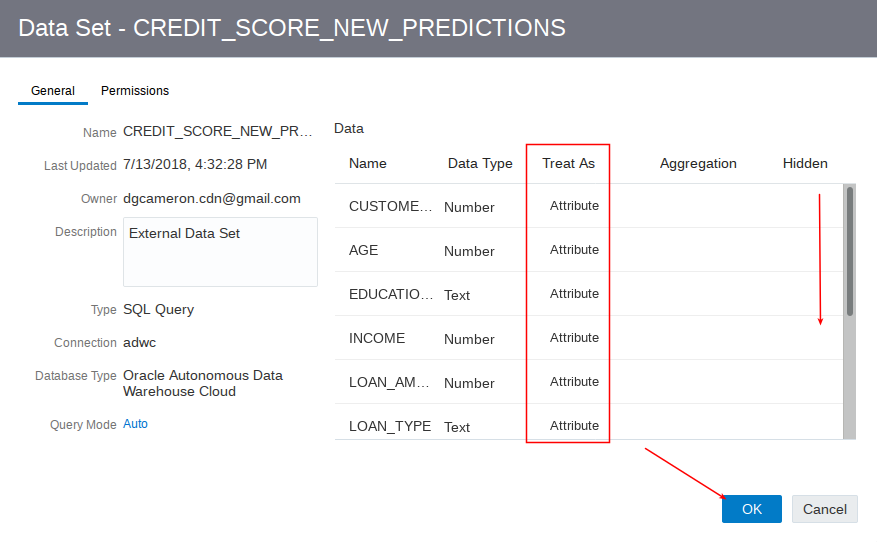 Data Set - CREDIT_SCORE_NEW_PREDICTIONS
General Permissions
Name CREDIT_SCORE_NEW_PR…
Last Updated 7/13/2018, 4:32:28 PM
Owner dgcameron.cdn@gmail.com
Description External Data Set
Type SQL Query
Connection adwc
Database Type Oracle Autonomous Data
Warehouse Cloud
Query Mode Auto
Data
Name Data Type Treat As Aggregation Hidden
CUSTOME… Number Attribute
AGE Number Attribute
EDUCATIO… Text Attribute
INCOME Number Attribute
LOAN_AM… Number Attribute
LOAN_TYPE Text Attribute
OK Cancel